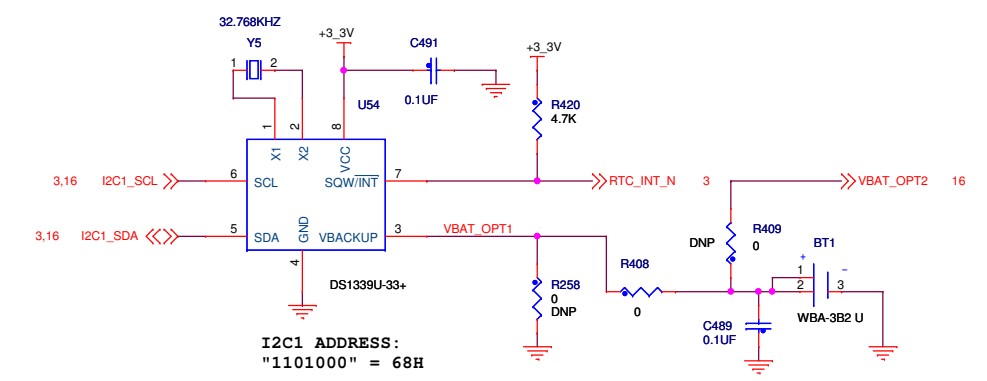 32.768KHZ
Y5
1 2
+3_3V
C491
0.1UF
+3_3V
R420
4.7K
U54
1 2 8
X1 X2 VCC
3,16 I2C1_SCL 6 SCL
SQW/INT 7 RTC_INT_N 3
VBAT_OPT2 16
3,16 I2C1_SDA 5 SDA
GND
VBACKUP 3 VBAT_OPT1
4
DS1339U-33+
R258
0
DNP
R408
0
DNP
R409
0
BT1
+ -
1
2 3
WBA-3B2 U
C489
0.1UF
I2C1 ADDRESS:
"1101000" = 68H